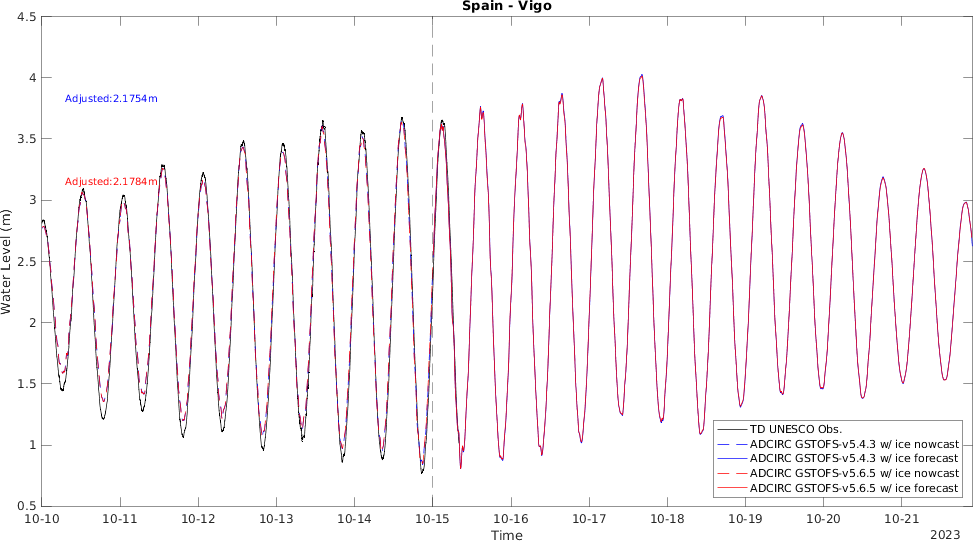 Spain - Vigo
4.5
4
3.5
3
2.5
2
1.5
1
0.5
Water Level (m)
Adjusted:2.1754m
Adjusted:2.1784m
TD UNESCO Obs.
ADCIRC GSTOFS-v5.4.3 w/ ice nowcast
ADCIRC GSTOFS-v5.4.3 w/ ice forecast
ADCIRC GSTOFS-v5.6.5 w/ ice nowcast
ADCIRC GSTOFS-v5.6.5 w/ ice forecast
10-10 10-11 10-12 10-13 10-14 10-15 10-16 10-17 10-18 10-19 10-20 10-21
Time
2023